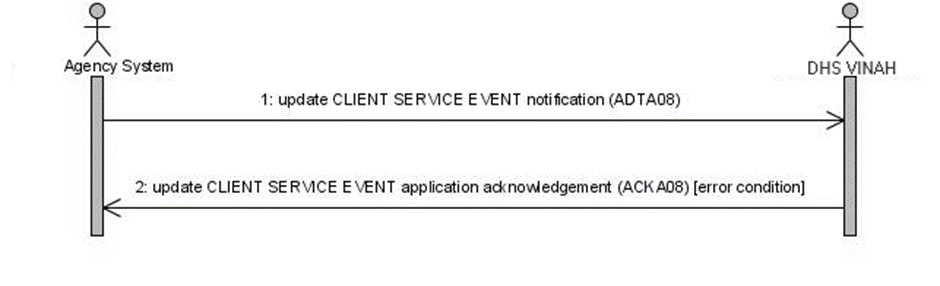 Agency System
DHS VINAH
1: update CLIENT SERVICE EVENT notification (ADTA08)
2: update CLIENT SERVICE EVENT application acknowledgement (ACKA08) [error condition]